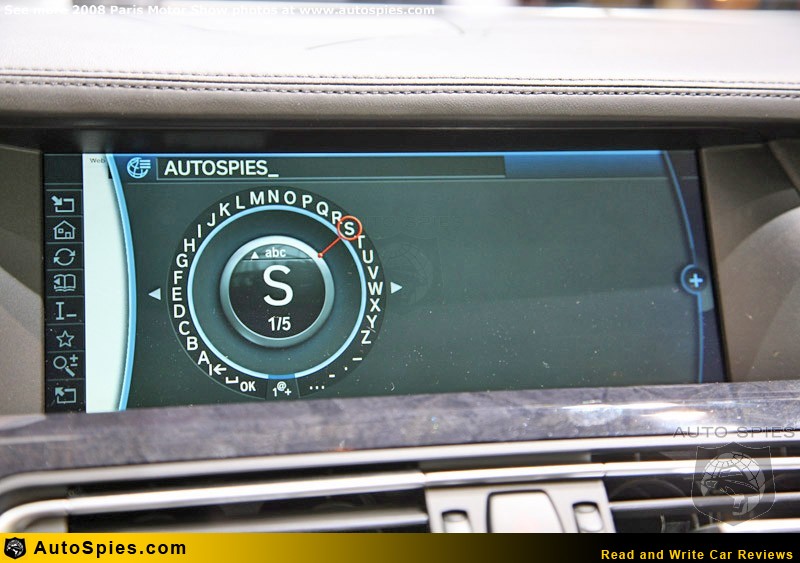 See more 2008 Paris Motor Show photos at www.autospies.com
AUTOSPIES_
A B C D E F G H I J K L M N O P Q R S T U V W X Y Z _ - . ...
▲ abc
S
1/5
OK
1@+
AUTO SPIES
AutoSpies.com
Read and Write Car Reviews